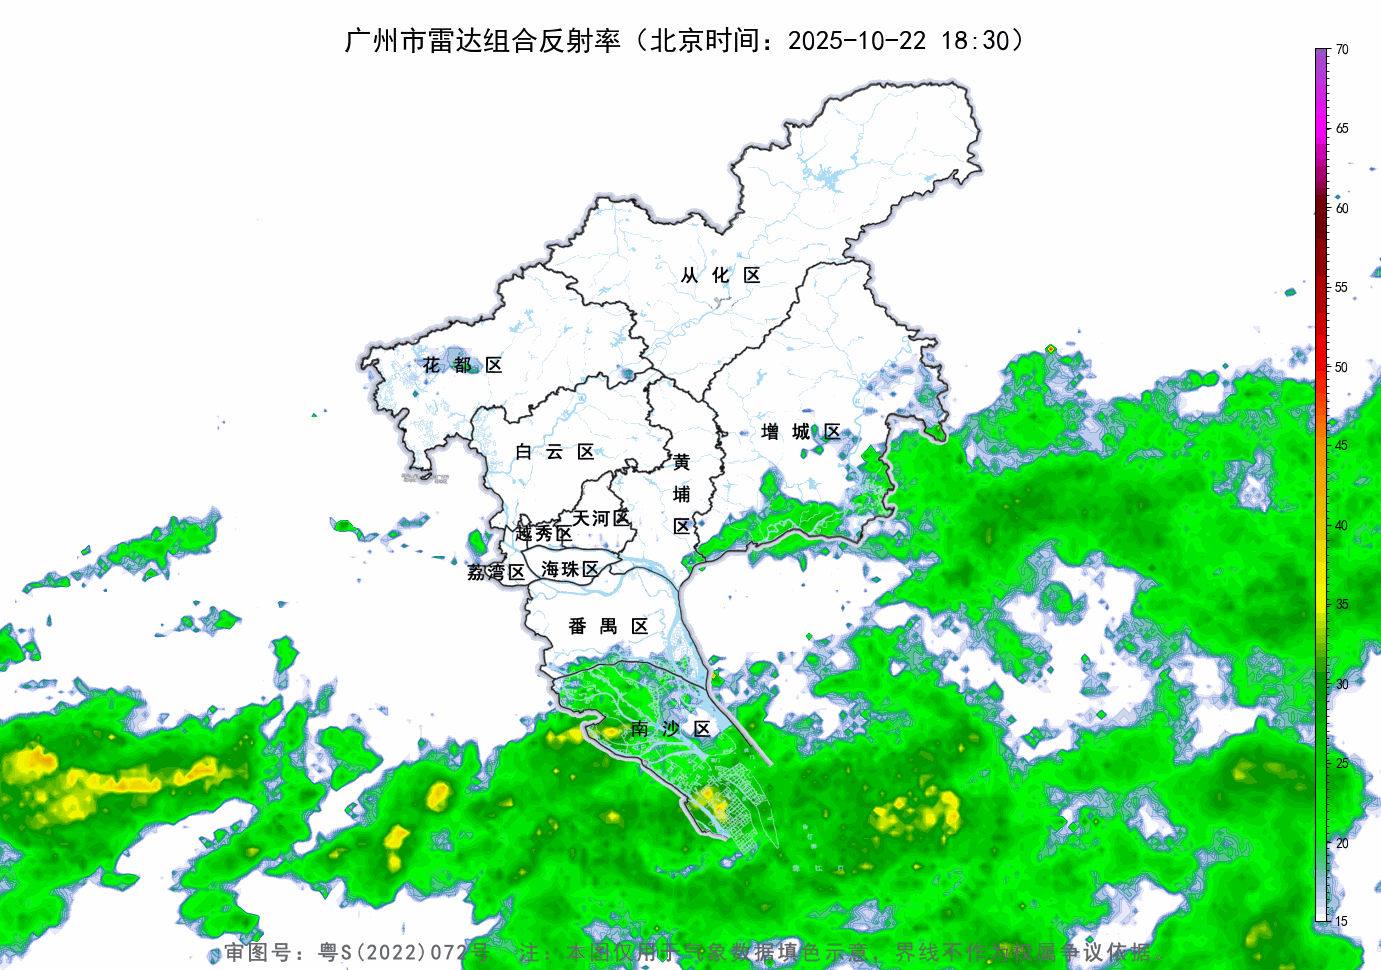 广州市雷达组合反射率（北京时间：2025-10-22 18:30）
70
65
60
55
50
45
40
35
30
25
20
15
从化区
花都区
增城区
白云区
黄埔区
天河区
越秀区
海珠区
荔湾区
番禺区
南沙区
审图号：粤S(2022)072号 注：本图仅用于气象数据填色示意，界线不作为权属争议依据。